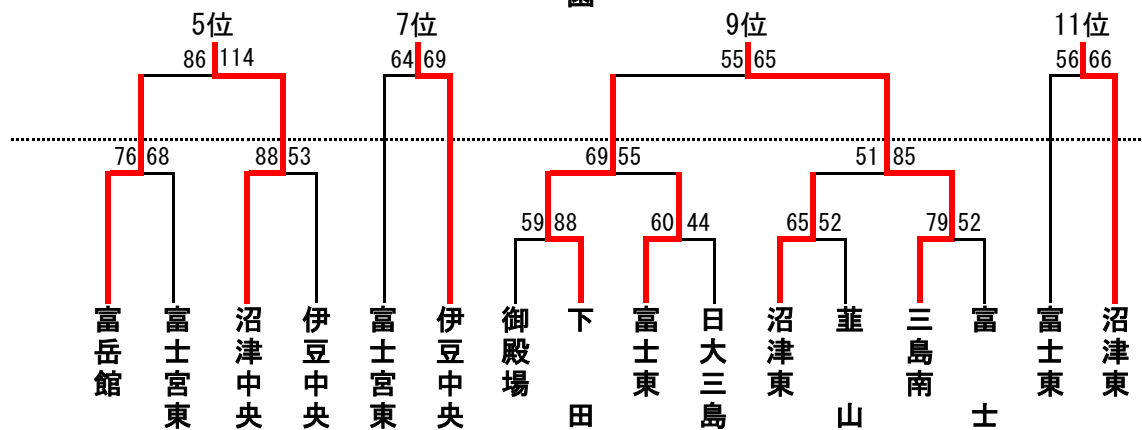 5位 7位 9位 11位
86 114 64 69 55 65 56 66
76 68 88 53 69 55 51 85
59 88 60 44 65 52 79 52
富岳館
富士宮東
沼津中央
伊豆中央
富士宮東
伊豆中央
御殿場
下田
富士東
日大三島
沼津東
韮山
三島南
富士
富士東
沼津東